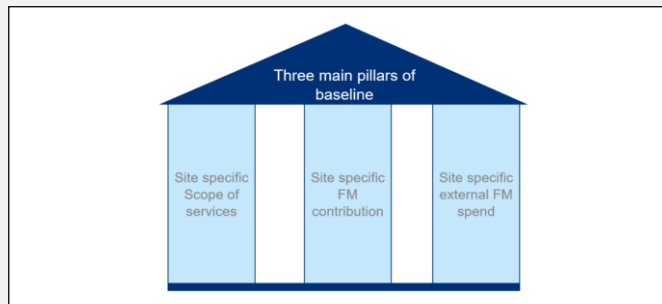 Three main pillars of
baseline
Site specific
Scope of
services
Site specific
FM
contribution
Site specific
external FM
spend